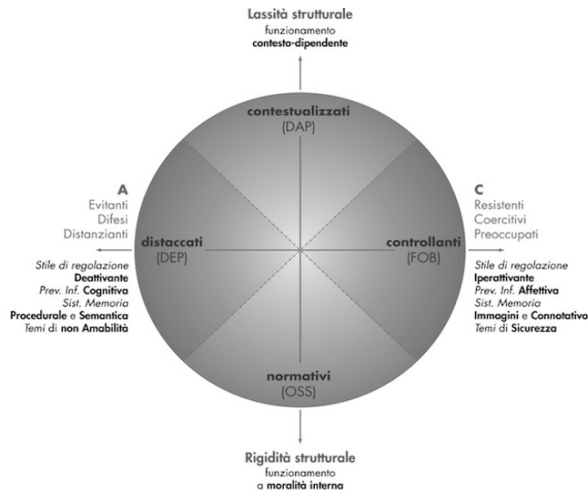 Lassità strutturale
funzionamento
contesto-dipendente
contestualizzati
(DAP)
A
Evitanti
Difesi
Distanzianti
distaccati
(DEP)
Stile di regolazione
Deattivante
Prev. Inf. Cognitiva
Sist. Memoria
Procedurale e Semantica
Temi di non Amabilità
C
Resistenti
Coercitivi
Preoccupati
controllanti
(FOB)
Stile di regolazione
Iperattivante
Prev. Inf. Affettiva
Sist. Memoria
Immagini e Connotativo
Temi di Sicurezza
normativi
(OSS)
Rigidità strutturale
funzionamento
a moralità interna